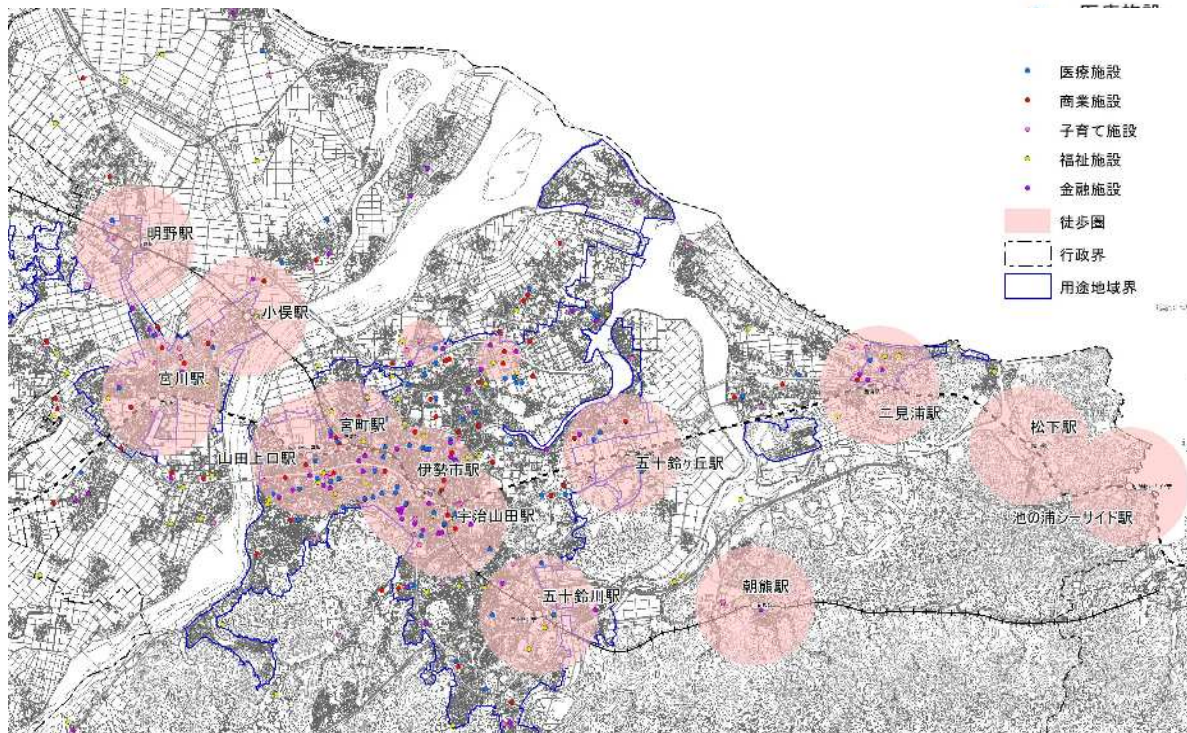 医療施設
医療施設
商業施設
子育て施設
福祉施設
金融施設
徒歩圏
行政界
用途地域界
明野駅
小俣駅
宮川駅
宮町駅
山田上口駅
伊勢市駅
宇治山田駅
五十鈴ヶ丘駅
二見浦駅
松下駅
池の浦シーサイド駅
朝熊駅
五十鈴川駅